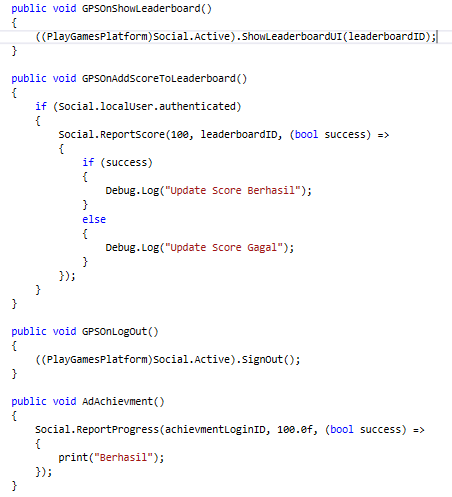 public void GPSOnShowLeaderboard()
{
    ((PlayGamesPlatform)Social.Active).ShowLeaderboardUI(leaderboardID);
}
public void GPSOnAddScoreToLeaderboard()
{
    if (Social.localUser.authenticated)
    {
        Social.ReportScore(100, leaderboardID, (bool success) =>
        {
            if (success)
            {
                Debug.Log("Update Score Berhasil");
            }
            else
            {
                Debug.Log("Update Score Gagal");
            }
        });
    }
}
public void GPSOnLogOut()
{
    ((PlayGamesPlatform)Social.Active).SignOut();
}
public void AdAchievment()
{
    Social.ReportProgress(achievmentLoginID, 100.0f, (bool success) =>
    {
        print("Berhasil");
    });
}